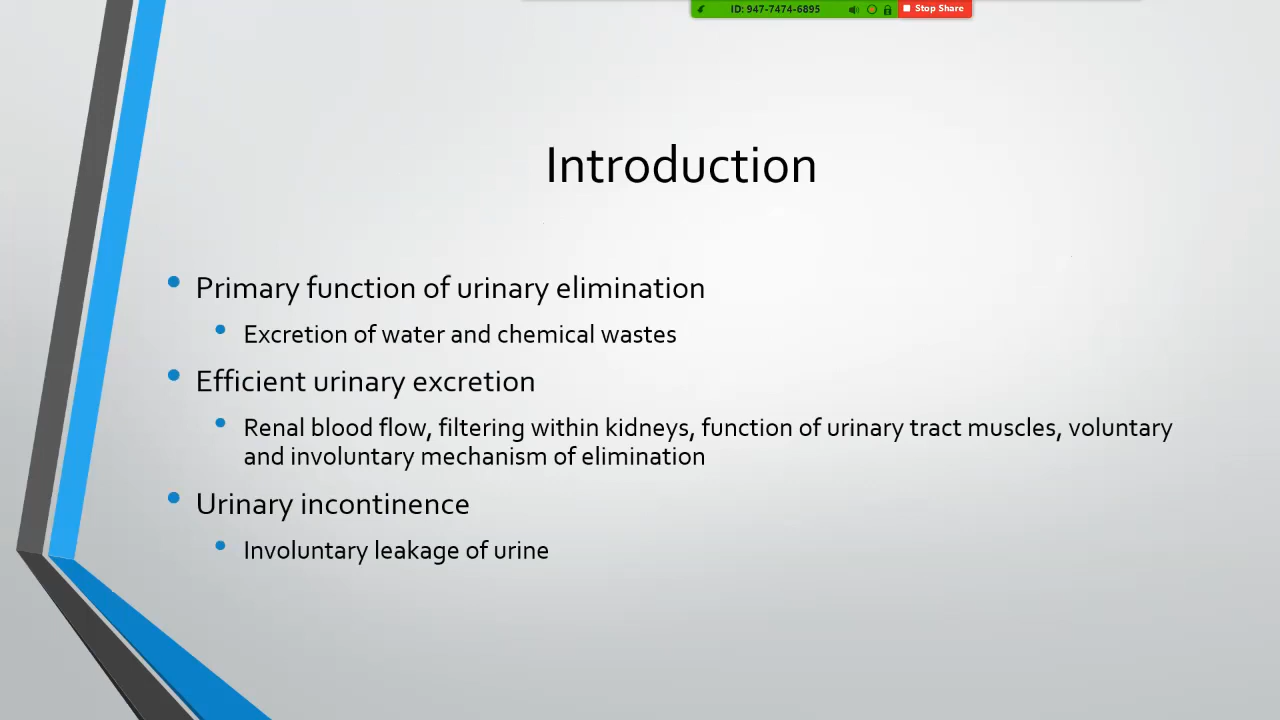 ID: 947-7474-6895
Stop Share
Introduction
Primary function of urinary elimination
Excretion of water and chemical wastes
Efficient urinary excretion
Renal blood flow, filtering within kidneys, function of urinary tract muscles, voluntary
and involuntary mechanism of elimination
Urinary incontinence
Involuntary leakage of urine